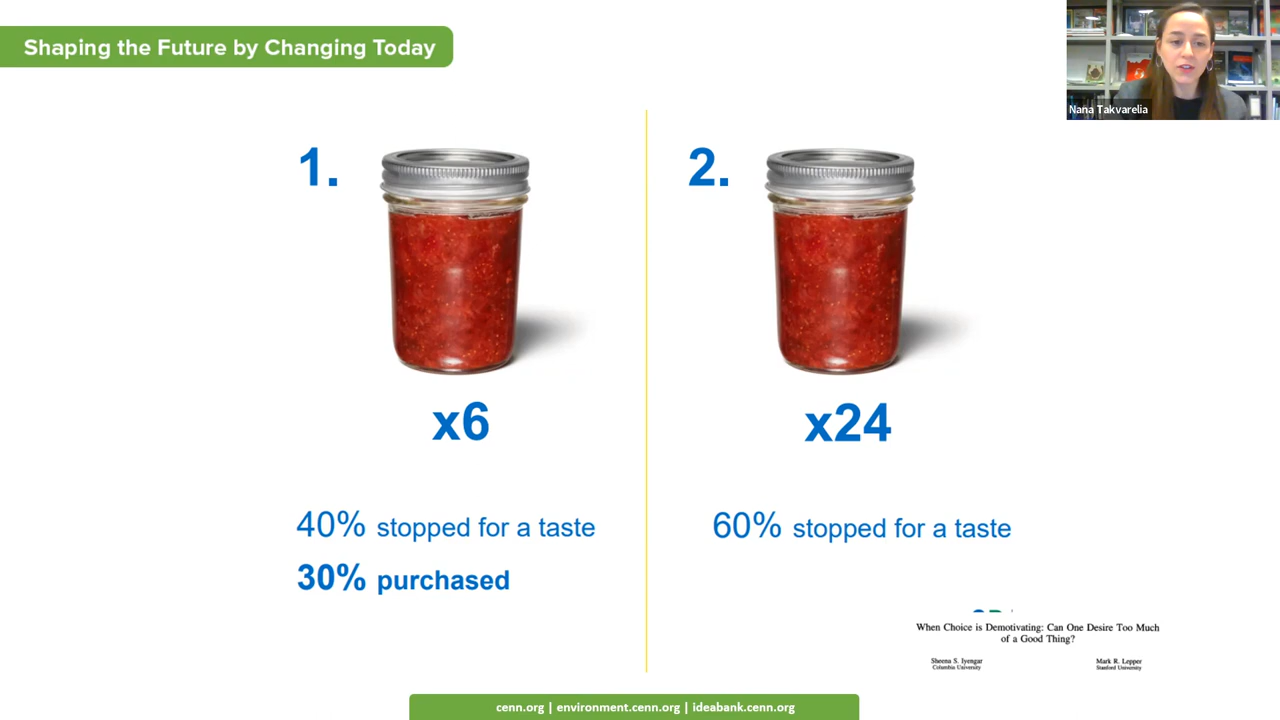 Shaping the Future by Changing Today
Nana Takvarelia
1.
x6
40% stopped for a taste
30% purchased
2.
x24
60% stopped for a taste
When Choice is Demotivating: Can One Desire Too Much
of a Good Thing?
Sheena S. Iyengar
Columbia University
Mark R. Lepper
Stanford University
cenn.org | environment.cenn.org | ideabank.cenn.org